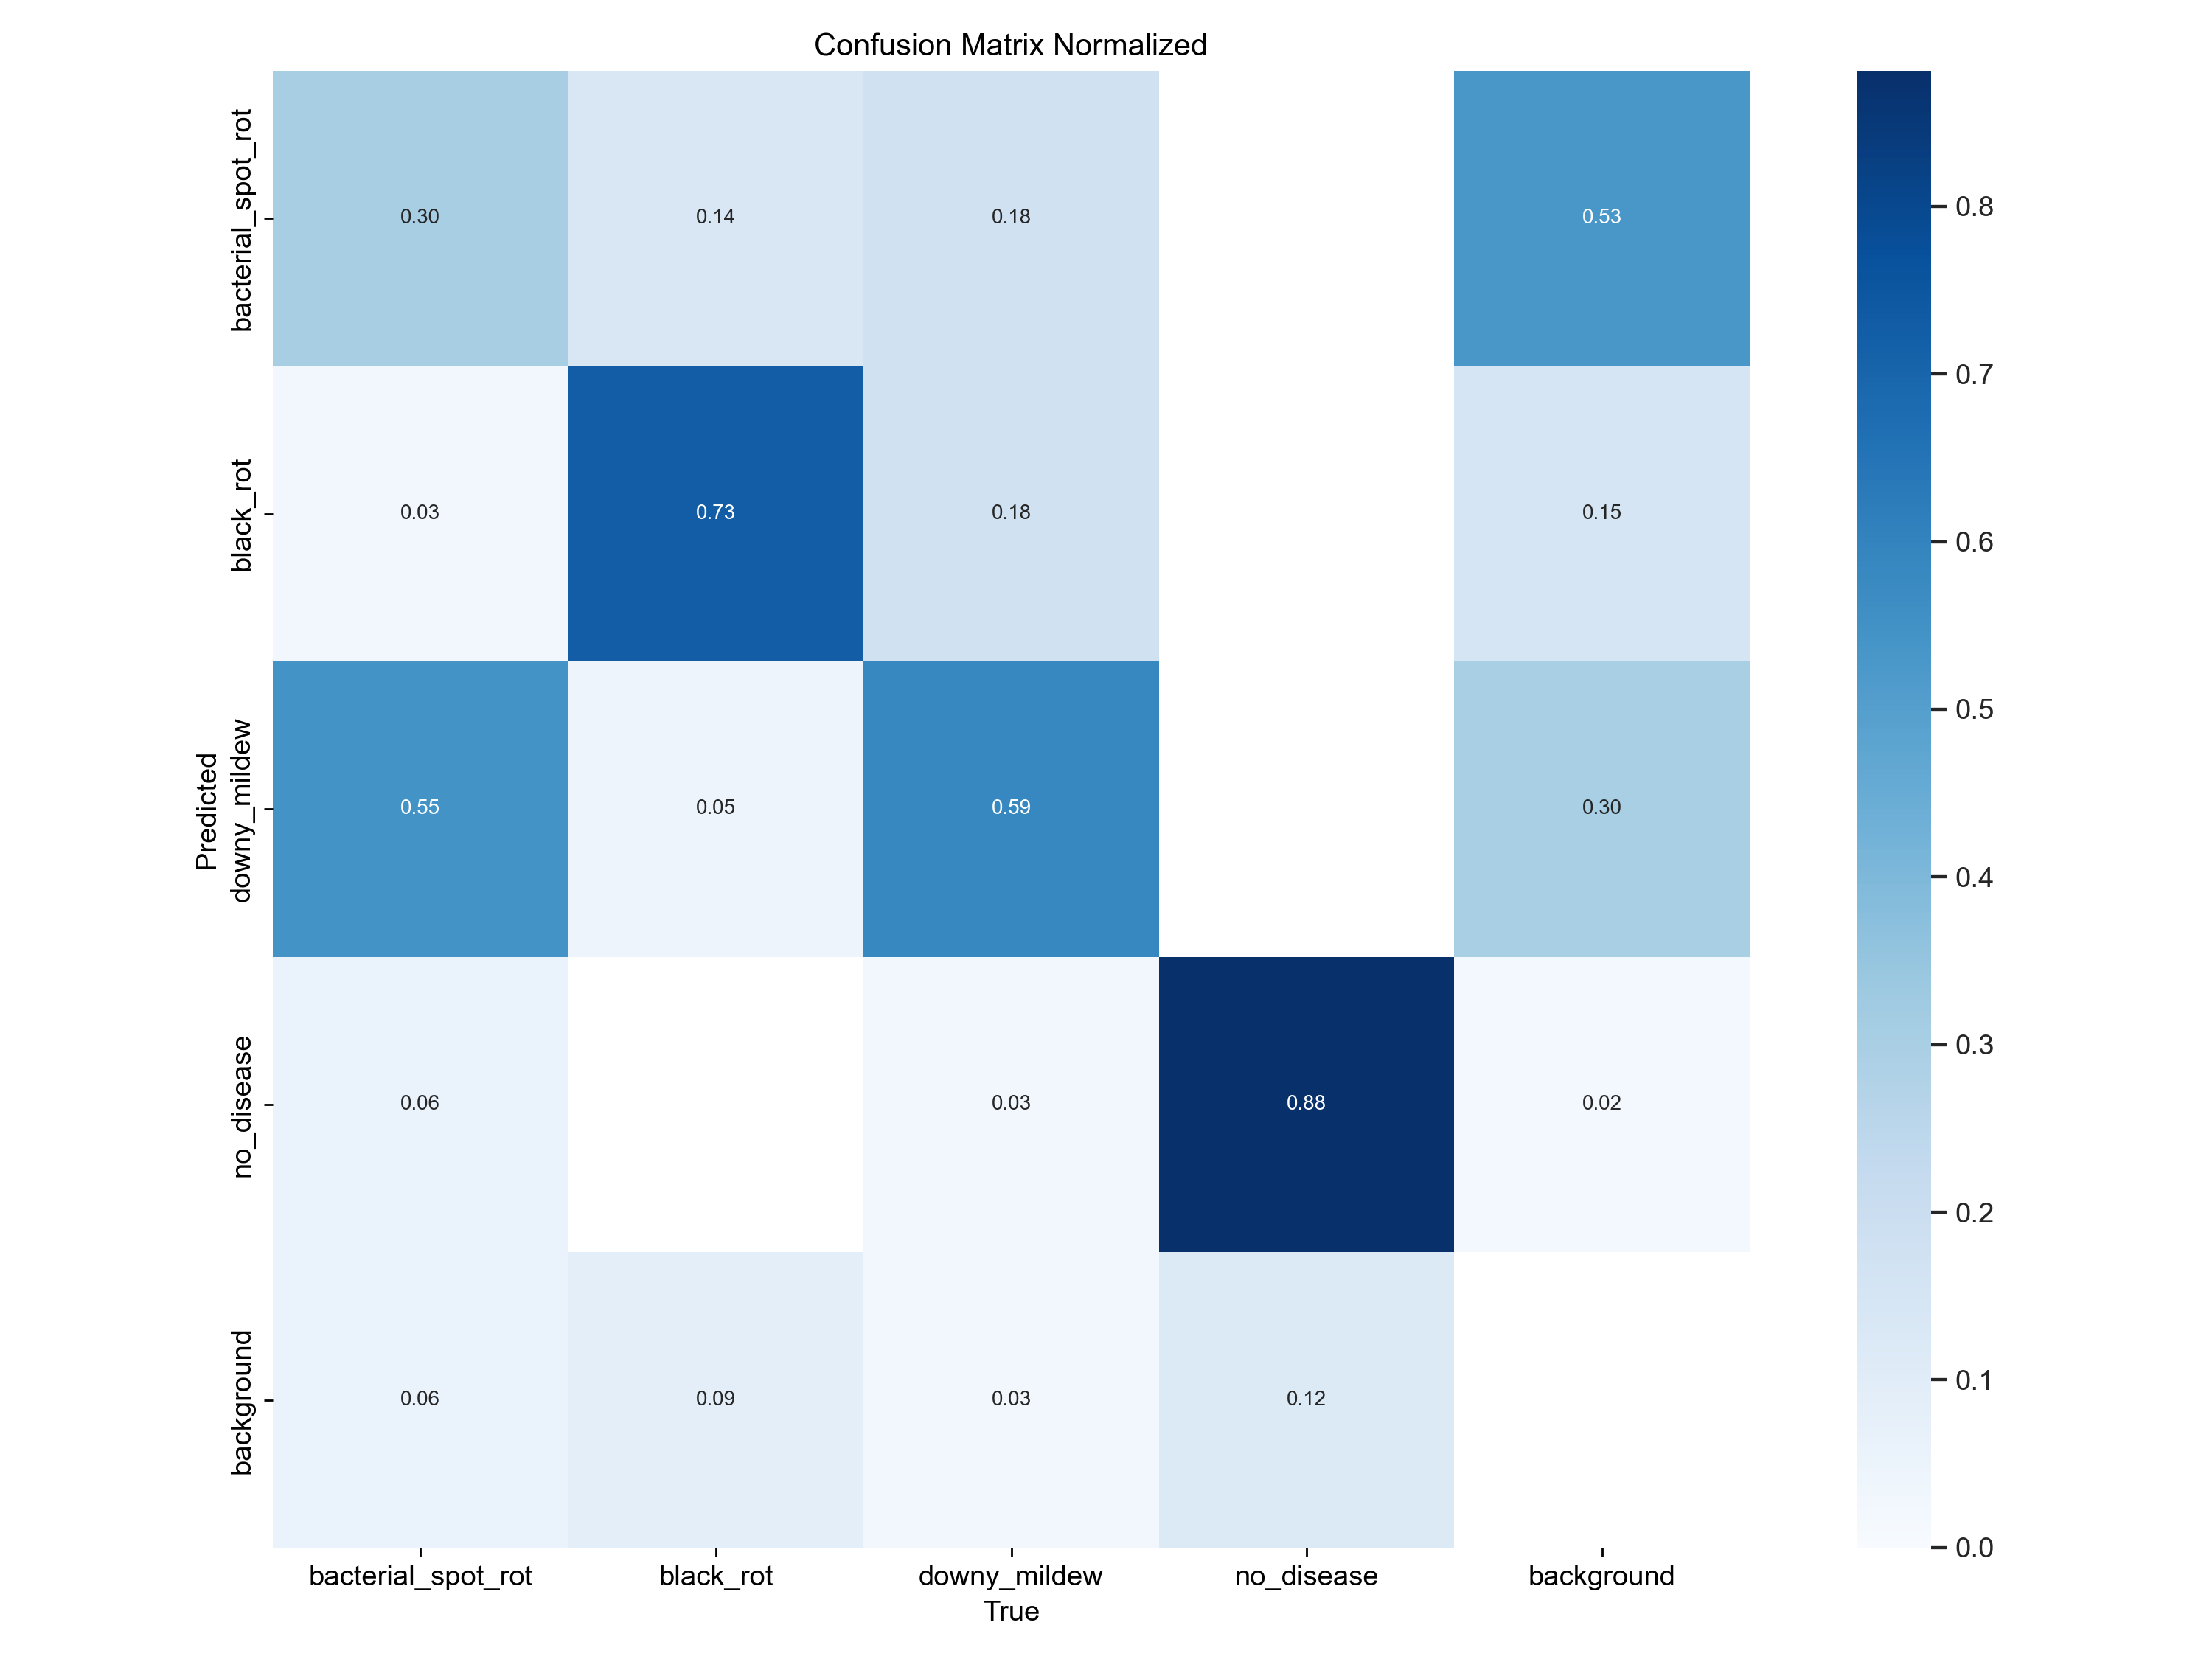 Confusion Matrix Normalized
bacterial_spot_rot
0.30 0.14 0.18 0.53
black_rot
0.03 0.73 0.18 0.15
Predicted
downy_mildew
0.55 0.05 0.59 0.30
no_disease
0.06 0.03 0.88 0.02
background
0.06 0.09 0.03 0.12
bacterial_spot_rot black_rot downy_mildew no_disease background
True
0.8
0.7
0.6
0.5
0.4
0.3
0.2
0.1
0.0